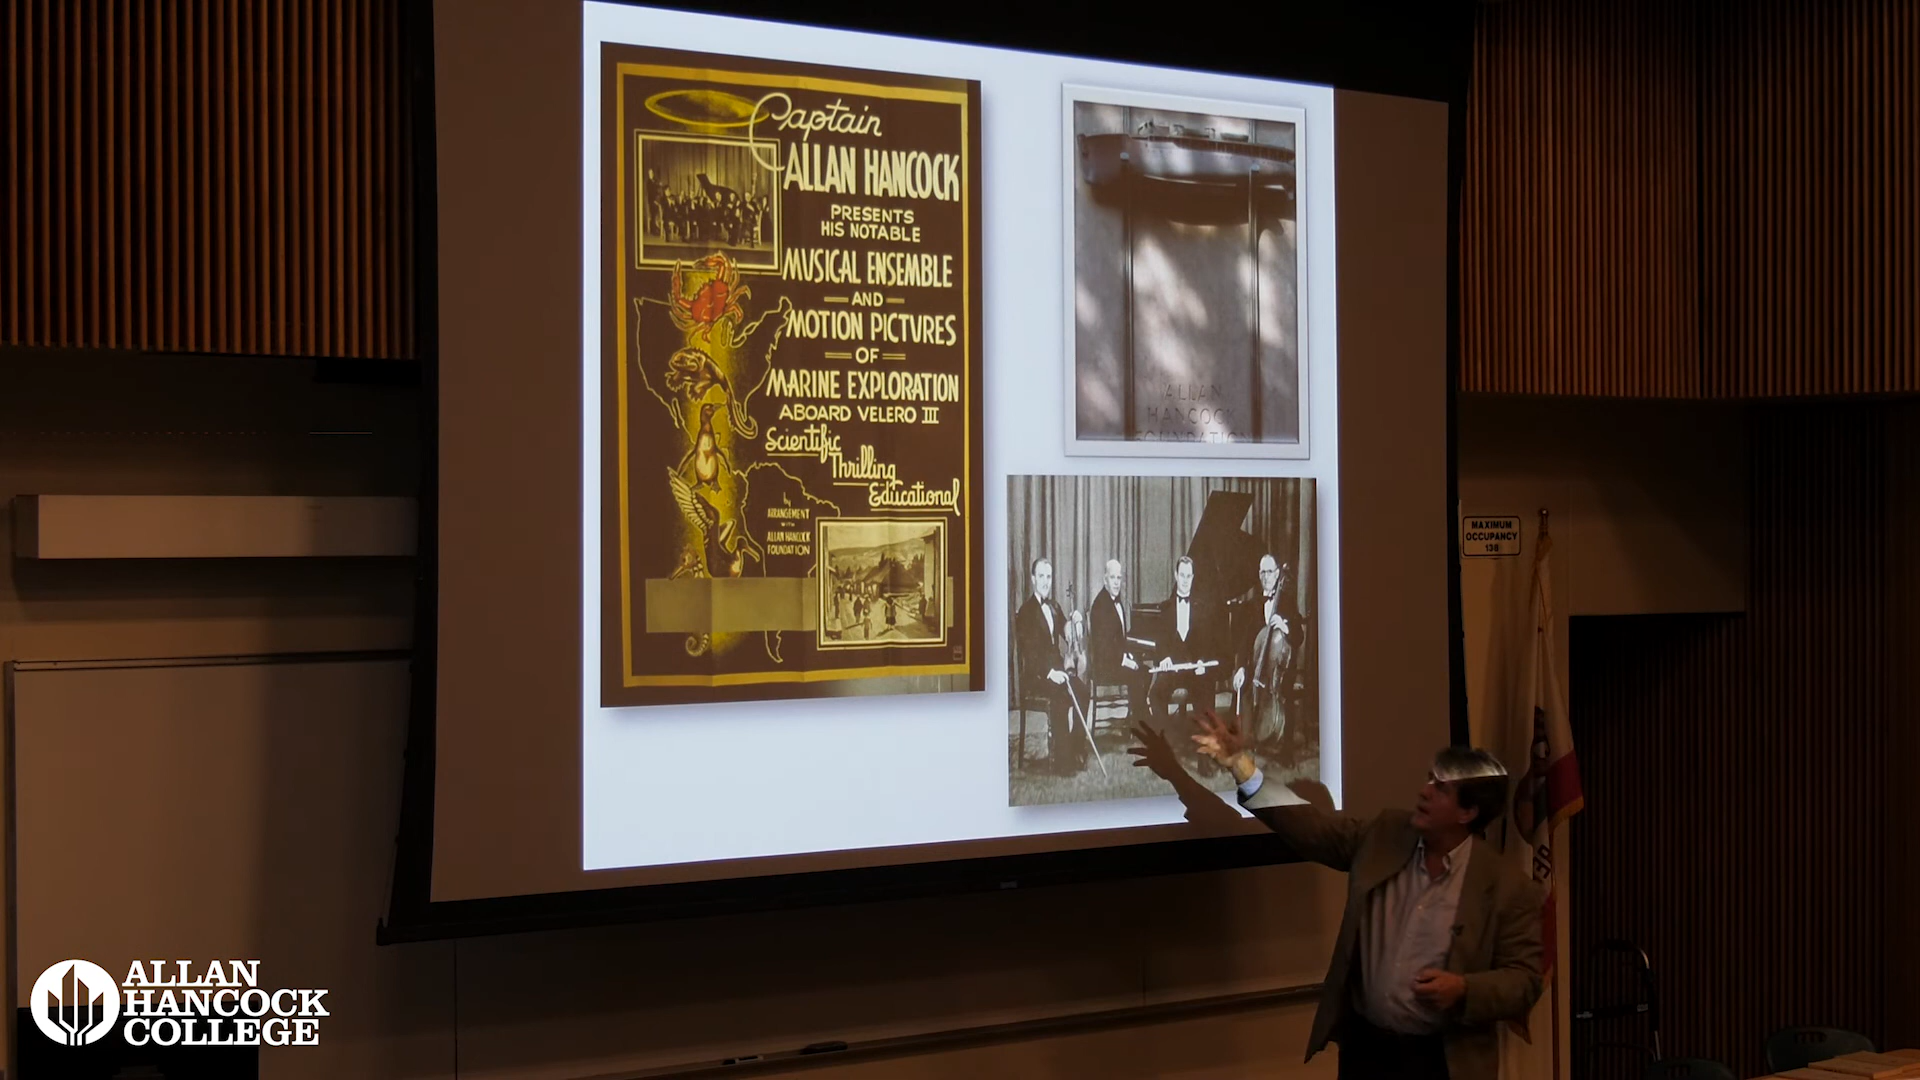 Captain
ALLAN HANCOCK
PRESENTS
HIS NOTABLE
MUSICAL ENSEMBLE
AND
MOTION PICTURES
OF
MARINE EXPLORATION
ABOARD VELERO III
Scientific
Thrilling
Educational
by
ARRANGEMENT
WITH
ALLAN HANCOCK
FOUNDATION
ALLAN
HANCOCK
FOUNDATION
MAXIMUM
OCCUPANCY
138
ALLAN
HANCOCK
COLLEGE